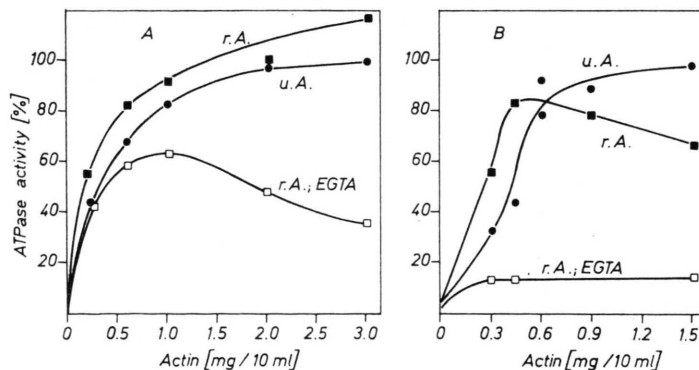 A
B
ATPase activity [%]
100
80
60
40
20
r.A.
u.A.
r.A.; EGTA
0
0.5
1.0
1.5
2.0
2.5
3.0
Actin [mg/10 ml]
100
80
60
40
20
u.A.
r.A.
r.A.; EGTA
0
0.3
0.6
0.9
1.2
1.5
Actin [mg/10 ml]